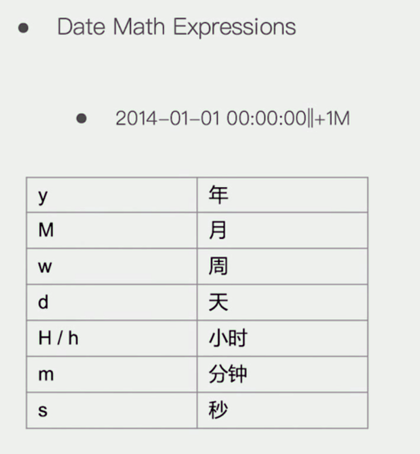 • Date Math Expressions
• 2014–01–01 00:00:00||+1M
y 年
M 月
w 周
d 天
H / h 小时
m 分钟
s 秒